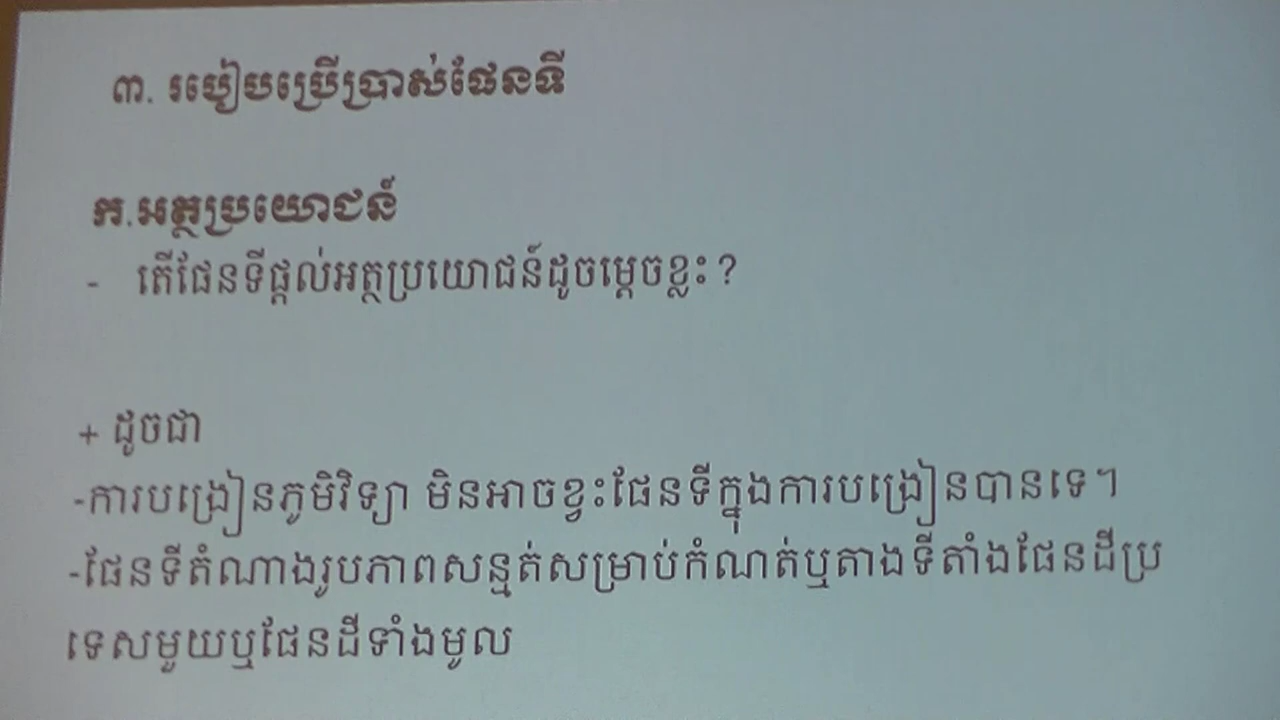 ៣. របៀបប្រើប្រាស់ផែនទី
ក.អត្ថប្រយោជន៍
- តើផែនទីផ្តល់អត្ថប្រយោជន៍ដូចម្តេចខ្លះ?
+ ដូចជា
-ការបង្រៀនភូមិវិទ្យា មិនអាចខ្វះផែនទីក្នុងការបង្រៀនបានទេ។
-ផែនទីតំណាងរូបភាពសន្មត់សម្រាប់កំណត់ឬតាងទីតាំងផែនដីប្រ
ទេសមួយឬផែនដីទាំងមូល